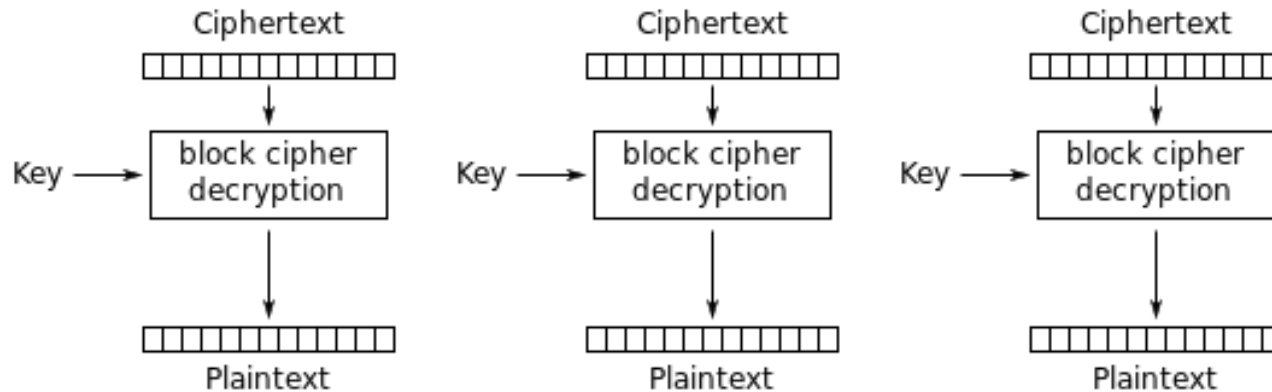 Ciphertext Ciphertext Ciphertext
Key block cipher decryption Key block cipher decryption Key block cipher decryption
Plaintext Plaintext Plaintext